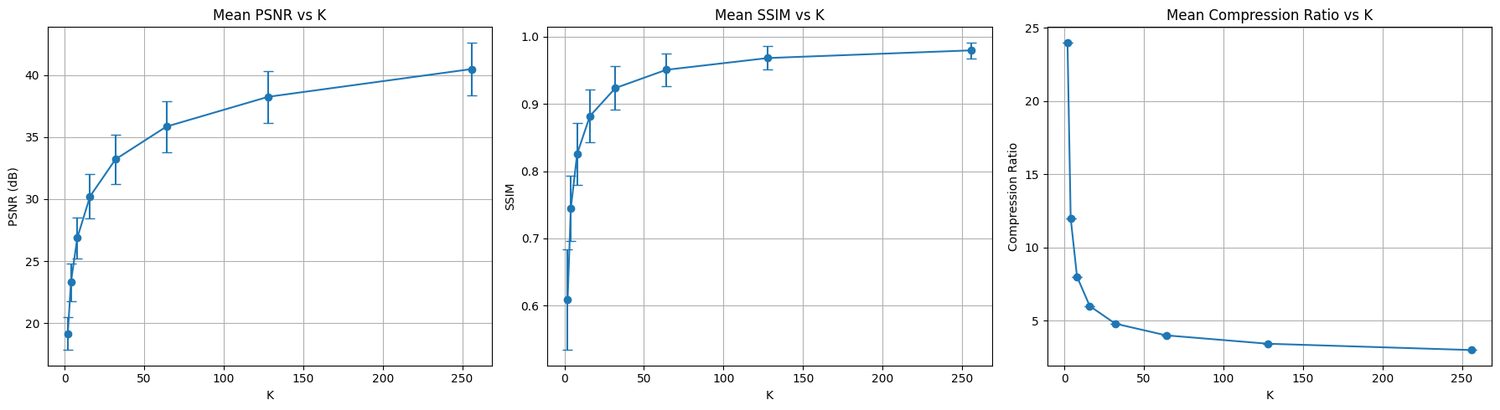 Mean PSNR vs K
PSNR (dB)
40
35
30
25
20
0 50 100 150 200 250
K
Mean SSIM vs K
SSIM
1.0
0.9
0.8
0.7
0.6
0 50 100 150 200 250
K
Mean Compression Ratio vs K
Compression Ratio
25
20
15
10
5
0 50 100 150 200 250
K